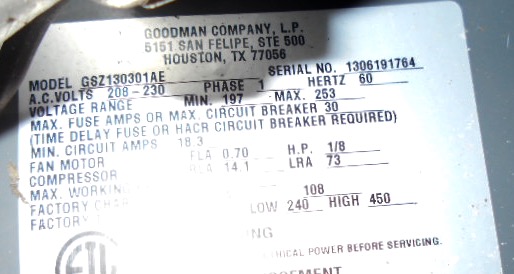 GOODMAN COMPANY, L.P.
5151 SAN FELIPE, STE 500
HOUSTON, TX 77056
MODEL GSZ130301AE SERIAL NO. 1306191764
A.C. VOLTS 208-230 PHASE 1 HERTZ 60
VOLTAGE RANGE MIN. 197 MAX. 253
MAX. FUSE AMPS OR MAX. CIRCUIT BREAKER 30
(TIME DELAY FUSE OR HACR CIRCUIT BREAKER REQUIRED)
MIN. CIRCUIT AMPS 18.3
FAN MOTOR FLA 0.70 H.P. 1/8
COMPRESSOR 14.1 LRA 73
MAX. WORKING
FACTORY 108
FACTORY LOW 240 HIGH 450
NG
POWER BEFORE SERVICING.